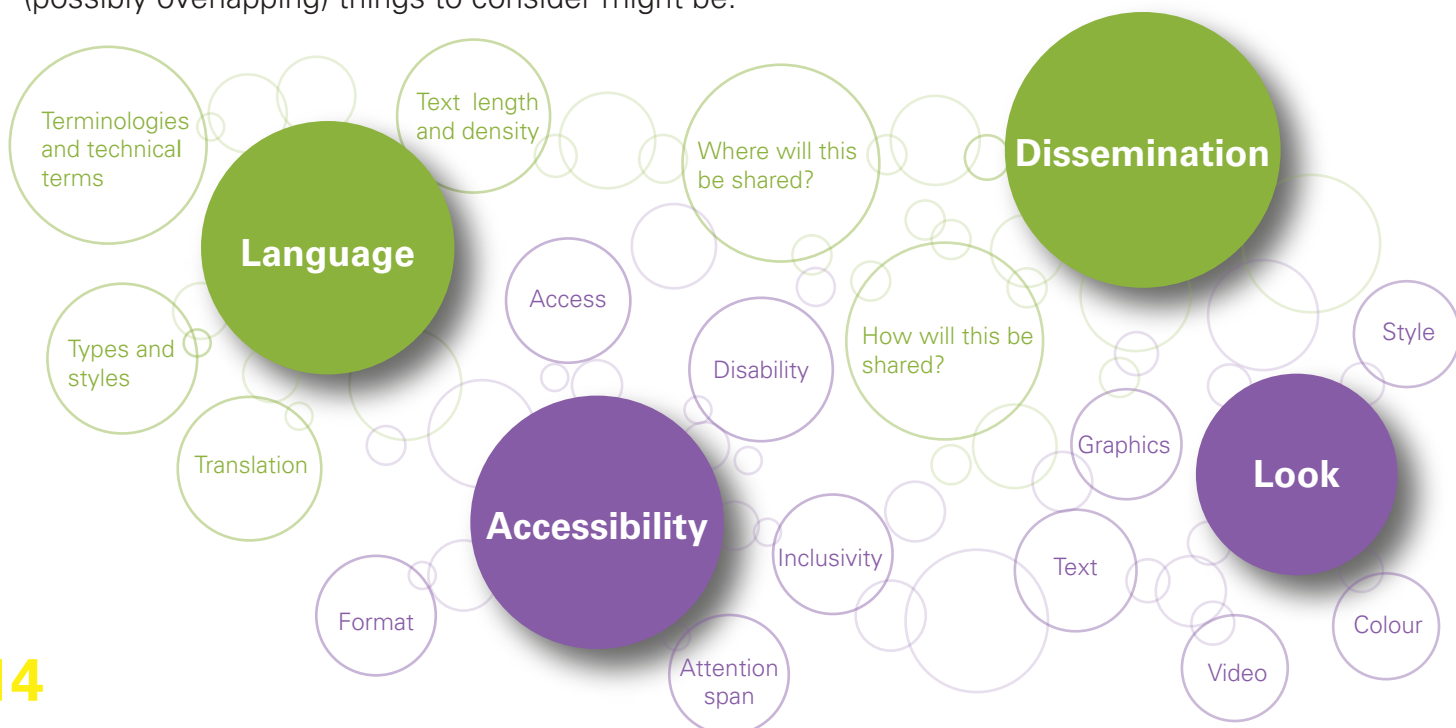 (possibly overlapping) things to consider might be:
Terminologies
and technical
terms
Text length
and density
Where will this
be shared?
Dissemination
Language
Access
Types and
styles
Disability
How will this be
shared?
Style
Translation
Graphics
Look
Accessibility
Inclusivity
Text
Format
Attention
span
Video
Colour
14